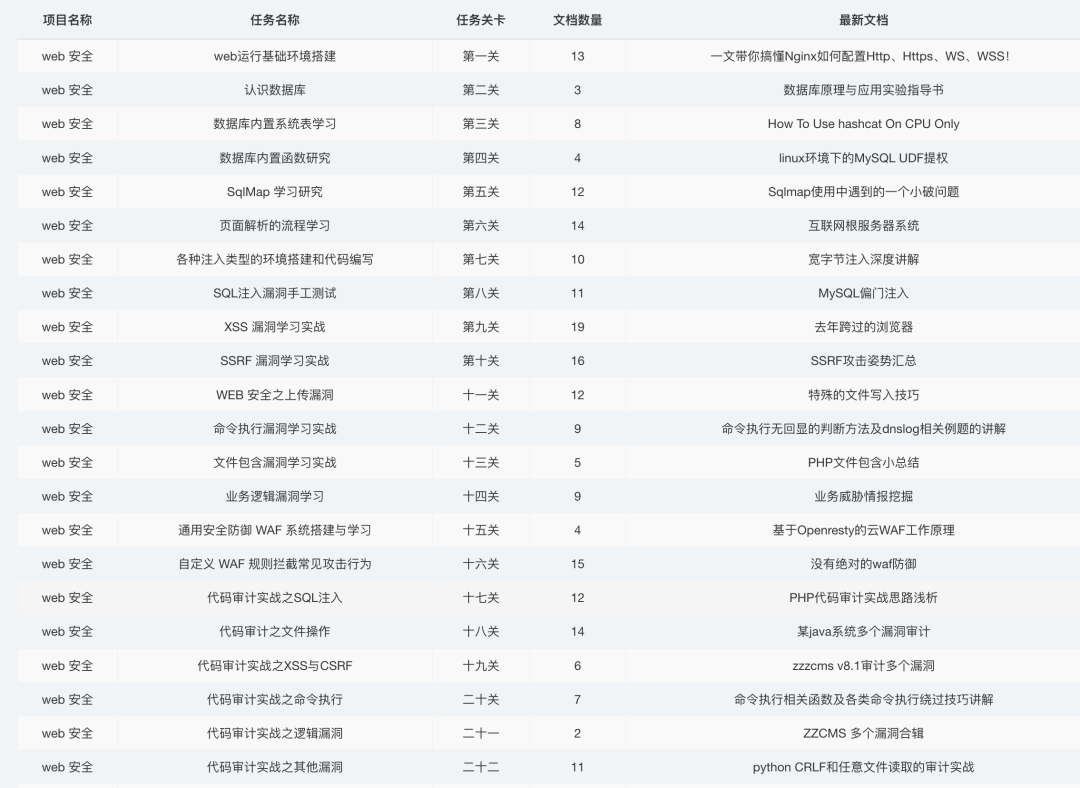 项目名称 任务名称 任务关卡 文档数量 最新文档
web 安全 web运行基础环境搭建 第一关 13 一文带你搞懂Nginx如何配置Http、Https、WS、WSS！
web 安全 认识数据库 第二关 3 数据库原理与应用实验指导书
web 安全 数据库内置系统表学习 第三关 8 How To Use hashcat On CPU Only
web 安全 数据库内置函数研究 第四关 4 linux环境下的MySQL UDF提权
web 安全 SqlMap 学习研究 第五关 12 Sqlmap使用中遇到的一个小破问题
web 安全 页面解析的流程学习 第六关 14 互联网根服务器系统
web 安全 各种注入类型的环境搭建和代码编写 第七关 10 宽字节注入深度讲解
web 安全 SQL注入漏洞手工测试 第八关 11 MySQL偏门注入
web 安全 XSS 漏洞学习实战 第九关 19 去年跨过的浏览器
web 安全 SSRF 漏洞学习实战 第十关 16 SSRF攻击姿势汇总
web 安全 WEB 安全之上传漏洞 十一关 12 特殊的文件写入技巧
web 安全 命令执行漏洞学习实战 十二关 9 命令执行无回显的判断方法及dnslog相关例题的讲解
web 安全 文件包含漏洞学习实战 十三关 5 PHP文件包含小总结
web 安全 业务逻辑漏洞学习 十四关 9 业务威胁情报挖掘
web 安全 通用安全防御 WAF 系统搭建与学习 十五关 4 基于Openresty的云WAF工作原理
web 安全 自定义 WAF 规则拦截常见攻击行为 十六关 15 没有绝对的waf防御
web 安全 代码审计实战之SQL注入 十七关 12 PHP代码审计实战思路浅析
web 安全 代码审计之文件操作 十八关 14 某java系统多个漏洞审计
web 安全 代码审计实战之XSS与CSRF 十九关 6 zzzcms v8.1审计多个漏洞
web 安全 代码审计实战之命令执行 二十关 7 命令执行相关函数及各类命令执行绕过技巧讲解
web 安全 代码审计实战之逻辑漏洞 二十一 2 ZZCMS 多个漏洞合辑
web 安全 代码审计实战之其他漏洞 二十二 11 python CRLF和任意文件读取的审计实战